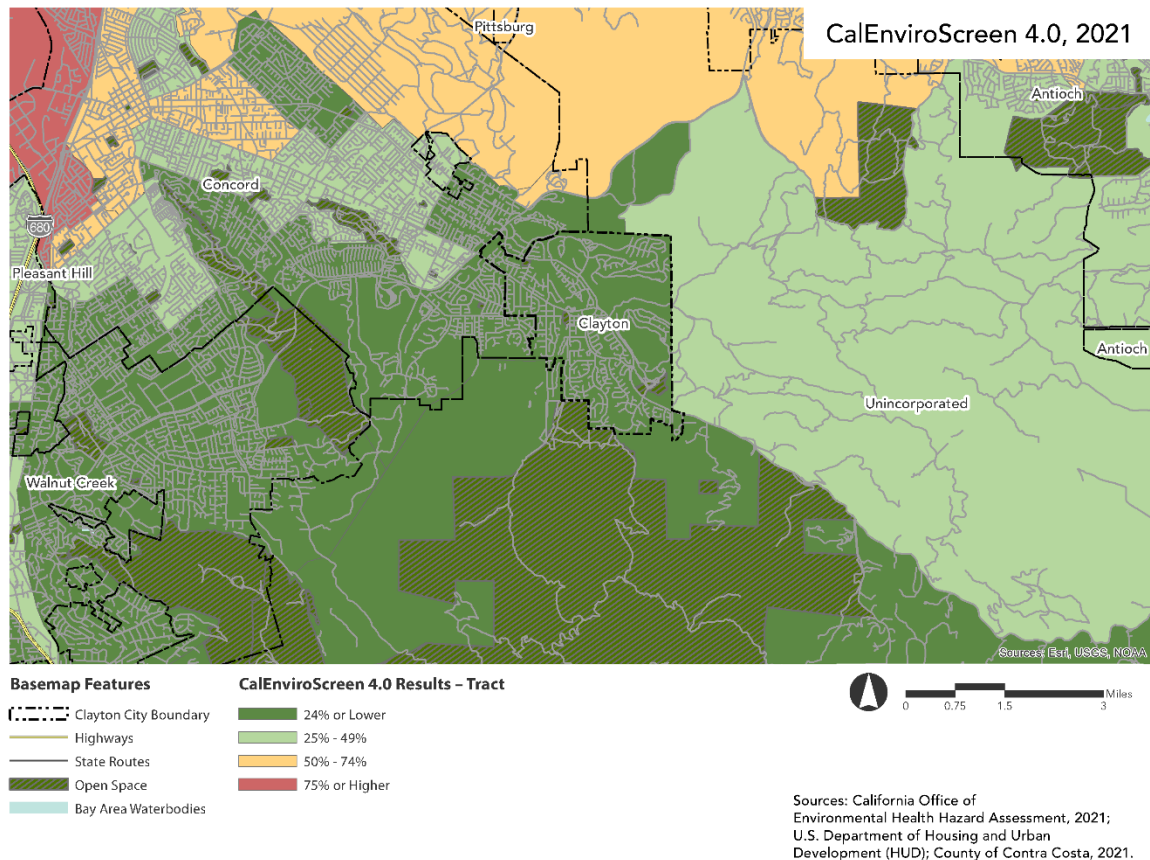 CalEnviroScreen 4.0, 2021
Pittsburg
Antioch
Concord
680
Pleasant Hill
Clayton
Antioch
Unincorporated
Walnut Creek
Sources: Esri, USGS, NOAA
Basemap Features
Clayton City Boundary
Highways
State Routes
Open Space
Bay Area Waterbodies
CalEnviroScreen 4.0 Results – Tract
24% or Lower
25% - 49%
50% - 74%
75% or Higher
Miles
0 0.75 1.5 3
Sources: California Office of
Environmental Health Hazard Assessment, 2021;
U.S. Department of Housing and Urban
Development (HUD); County of Contra Costa, 2021.